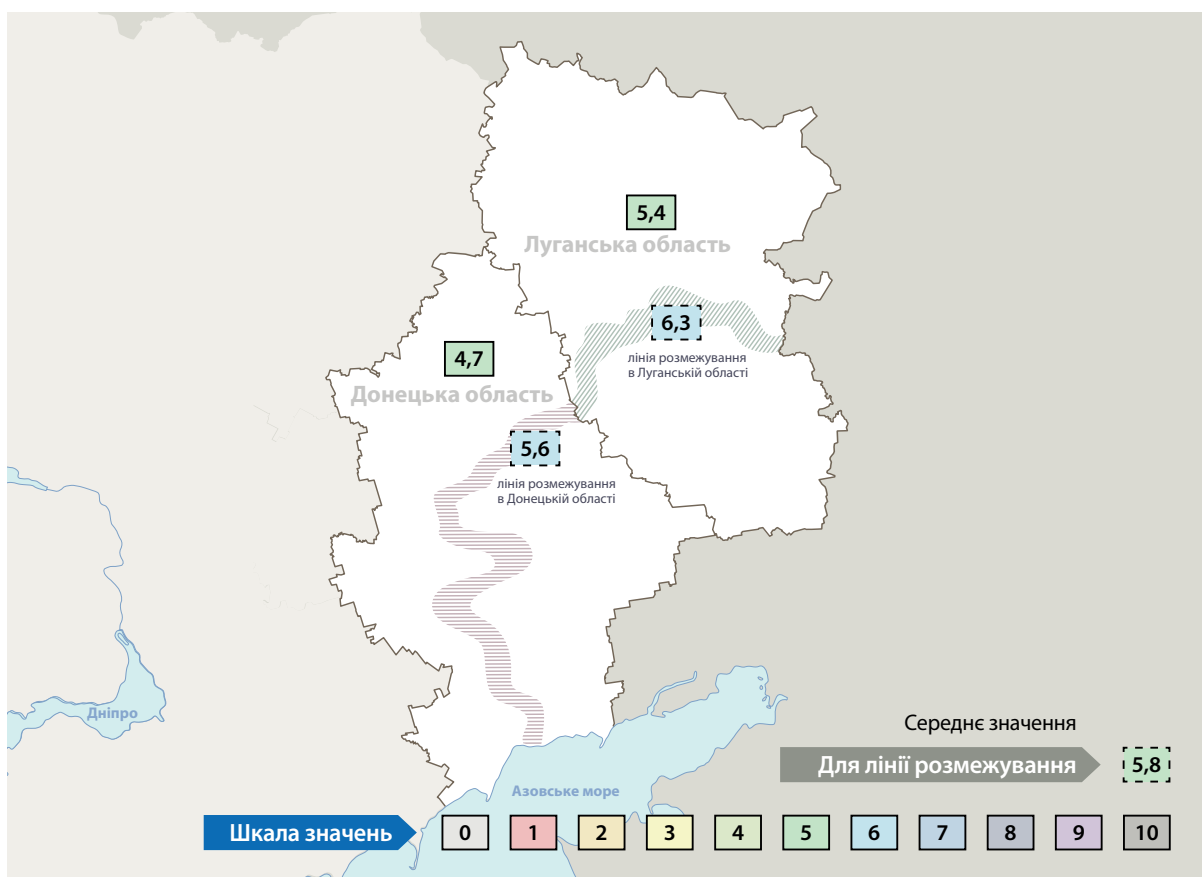 5,4
Луганська область
6,3
лінія розмежування
в Луганській області
4,7
Донецька область
5,6
лінія розмежування
в Донецькій області
Дніпро
Азовське море
Середнє значення
Для лінії розмежування 5,8
Шкала значень 0 1 2 3 4 5 6 7 8 9 10